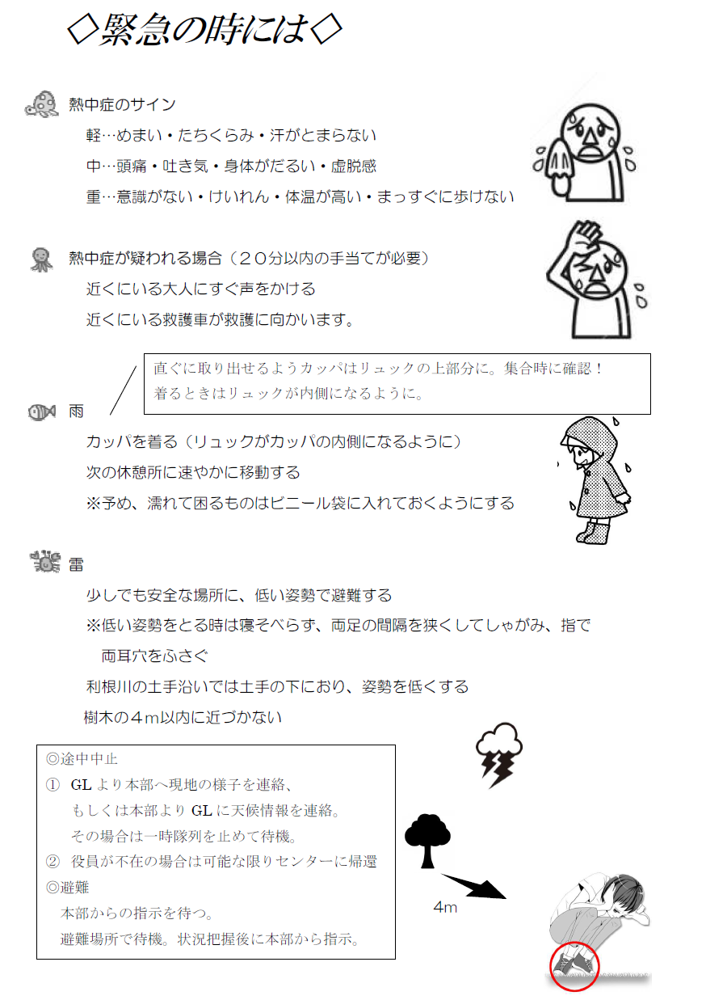 ◇緊急の時には◇
熱中症のサイン
軽…めまい・たちくらみ・汗がとまらない
中…頭痛・吐き気・身体がだるい・虚脱感
重…意識がない・けいれん・体温が高い・まっすぐに歩けない
熱中症が疑われる場合（２０分以内の手当てが必要）
近くにいる大人にすぐ声をかける
近くにいる救護車が救護に向かいます。
直ぐに取り出せるようカッパはリュックの上部分に。集合時に確認！
着るときはリュックが内側になるように。
雨
カッパを着る（リュックがカッパの内側になるように）
次の休憩所に速やかに移動する
※予め、濡れて困るものはビニール袋に入れておくようにする
雷
少しでも安全な場所に、低い姿勢で避難する
※低い姿勢をとる時は寝そべらず、両足の間隔を狭くしてしゃがみ、指で
両耳穴をふさぐ
利根川の土手沿いでは土手の下におり、姿勢を低くする
樹木の４ｍ以内に近づかない
◎途中中止
① GL より本部へ現地の様子を連絡、
もしくは本部より GL に天候情報を連絡。
その場合は一時隊列を止めて待機。
② 役員が不在の場合は可能な限りセンターに帰還
◎避難
本部からの指示を待つ。
避難場所で待機。状況把握後に本部から指示。
4m